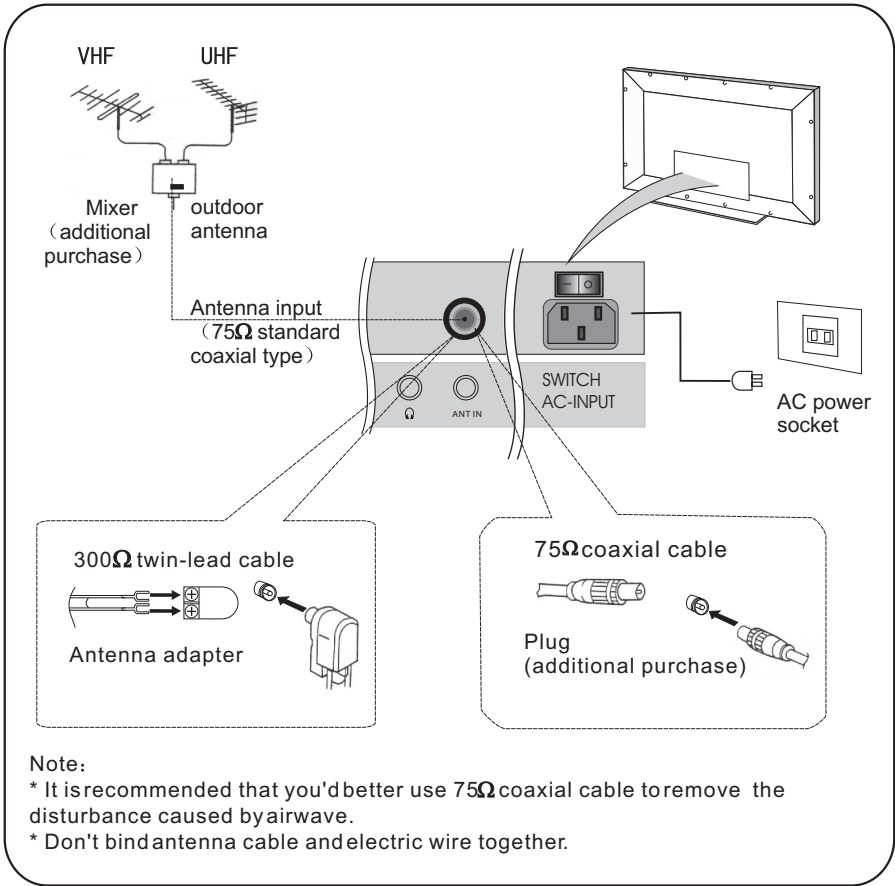 VHF
UHF
Mixer
（additional
purchase）
outdoor
antenna
Antenna input
（75Ω standard
coaxial type）
ANT IN
SWITCH
AC-INPUT
AC power
socket
300Ω twin-lead cable
Antenna adapter
75Ω coaxial cable
Plug
(additional purchase)
Note：
* It is recommended that you'd better use 75Ω coaxial cable to remove the
disturbance caused by airwave.
* Don't bind antenna cable and electric wire together.